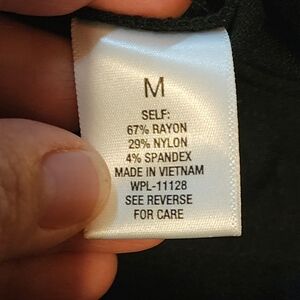 M
SELF:
67% RAYON
29% NYLON
4% SPANDEX
MADE IN VIETNAM
WPL-11128
SEE REVERSE
FOR CARE